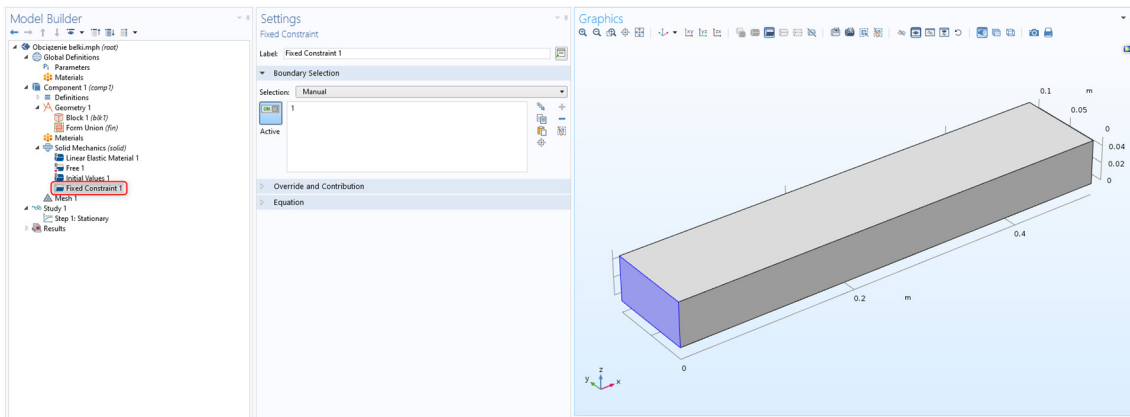 Model Builder
Obciążenie belki.mph (root)
Global Definitions
Pi Parameters
Materials
Component 1 (comp1)
Definitions
Geometry 1
Block 1 (blk1)
Form Union (fin)
Materials
Solid Mechanics (solid)
Linear Elastic Material 1
Free 1
Initial Values 1
Fixed Constraint 1
Mesh 1
Study 1
Step 1: Stationary
Results
Settings
Fixed Constraint
Label: Fixed Constraint 1
Boundary Selection
Selection: Manual
ON
1
Active
Override and Contribution
Equation
Graphics
0.1
m
0.05
0
0.04
0.02
0
0.4
0.2
m
0
z
y
x